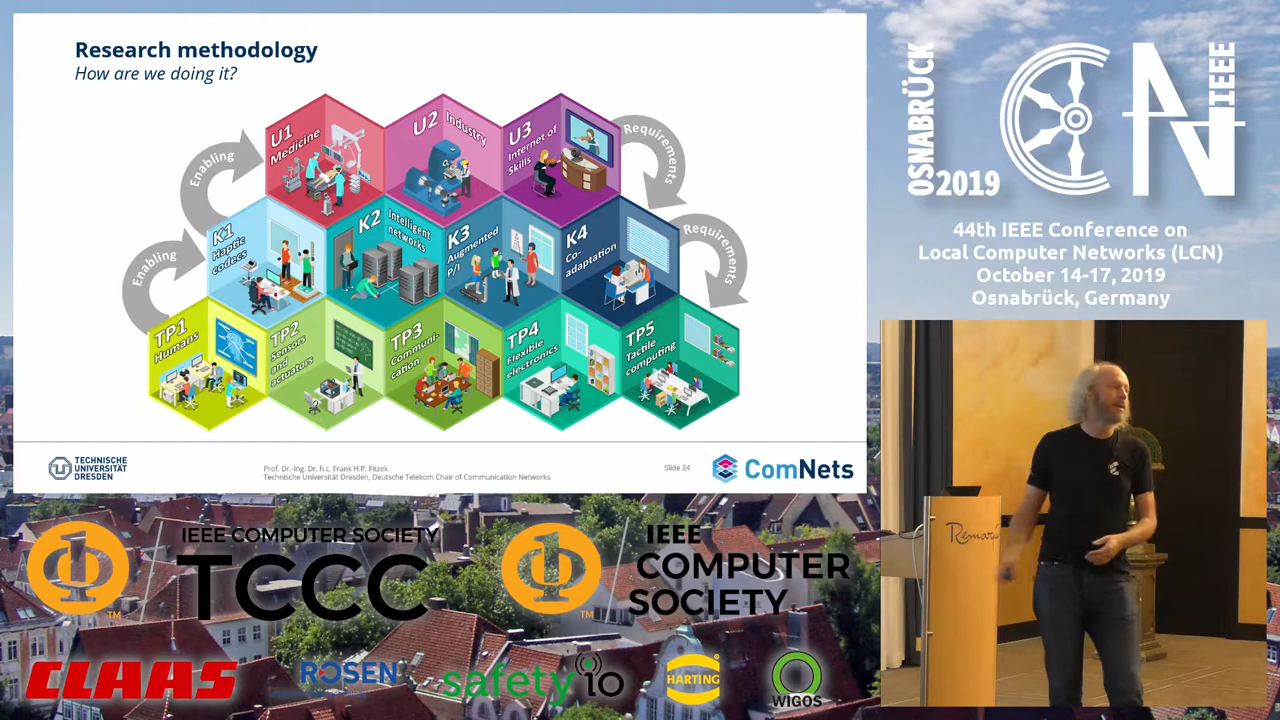 Research methodology
How are we doing it?
Enabling
Enabling
Requirements
Requirements
U1
Medicine
U2 Industry
U3
Internet of
Skills
K1
Haptic
codecs
K2 Intelligent
networks
K3
Augmented
P/I
K4
Co-
adaptation
TP1
Humans
TP2
Sensors
and
actuators
TP3
Communi-
cation
TP4
Flexible
electronics
TP5
Tactile
computing
TECHNISCHE
UNIVERSITÄT
DRESDEN
Prof. Dr.-Ing. Dr. h.c. Frank H.P. Fitzek
Technische Universität Dresden, Deutsche Telekom Chair of Communication Networks
Slide 24
ComNets
OSNABRÜCK
2019
CN
IEEE
44th IEEE Conference on
Local Computer Networks (LCN)
October 14-17, 2019
Osnabrück, Germany
IEEE COMPUTER SOCIETY
TCCC
TM
IEEE
COMPUTER
SOCIETY
TM
CLAAS
ROSEN
safetyio
HARTING
WIGOS